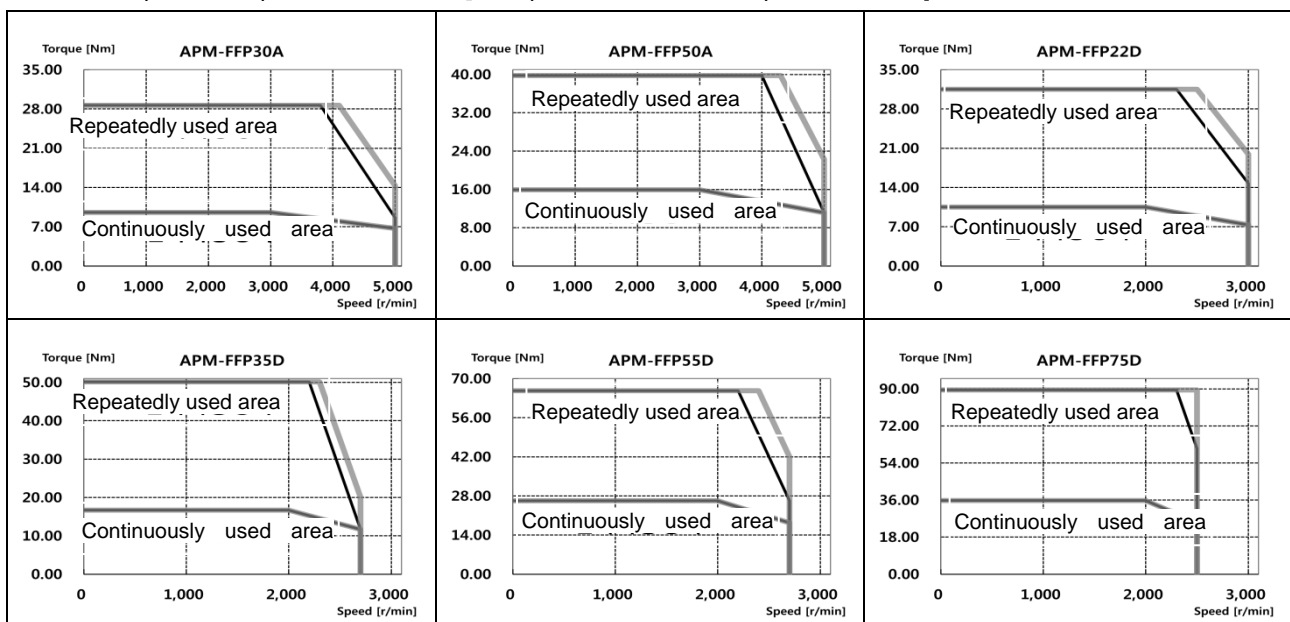 Torque [Nm] APM-FFP30A
35.00
28.00
Repeatedly used area
21.00
14.00
7.00
Continuously used area
0.00
0 1,000 2,000 3,000 4,000 5,000
Speed [r/min]
Torque [Nm] APM-FFP50A
40.00
Repeatedly used area
32.00
24.00
16.00
Continuously used area
8.00
0.00
0 1,000 2,000 3,000 4,000 5,000
Speed [r/min]
Torque [Nm] APM-FFP22D
35.00
28.00
Repeatedly used area
21.00
14.00
7.00
Continuously used area
0.00
0 1,000 2,000 3,000
Speed [r/min]
Torque [Nm] APM-FFP35D
50.00
Repeatedly used area
40.00
30.00
20.00
Continuously used area
10.00
0.00
0 1,000 2,000 3,000
Speed [r/min]
Torque [Nm] APM-FFP55D
70.00
Repeatedly used area
56.00
42.00
28.00
Continuously used area
14.00
0.00
0 1,000 2,000 3,000
Speed [r/min]
Torque [Nm] APM-FFP75D
90.00
Repeatedly used area
72.00
54.00
36.00
Continuously used area
18.00
0.00
0 1,000 2,000 3,000
Speed [r/min]